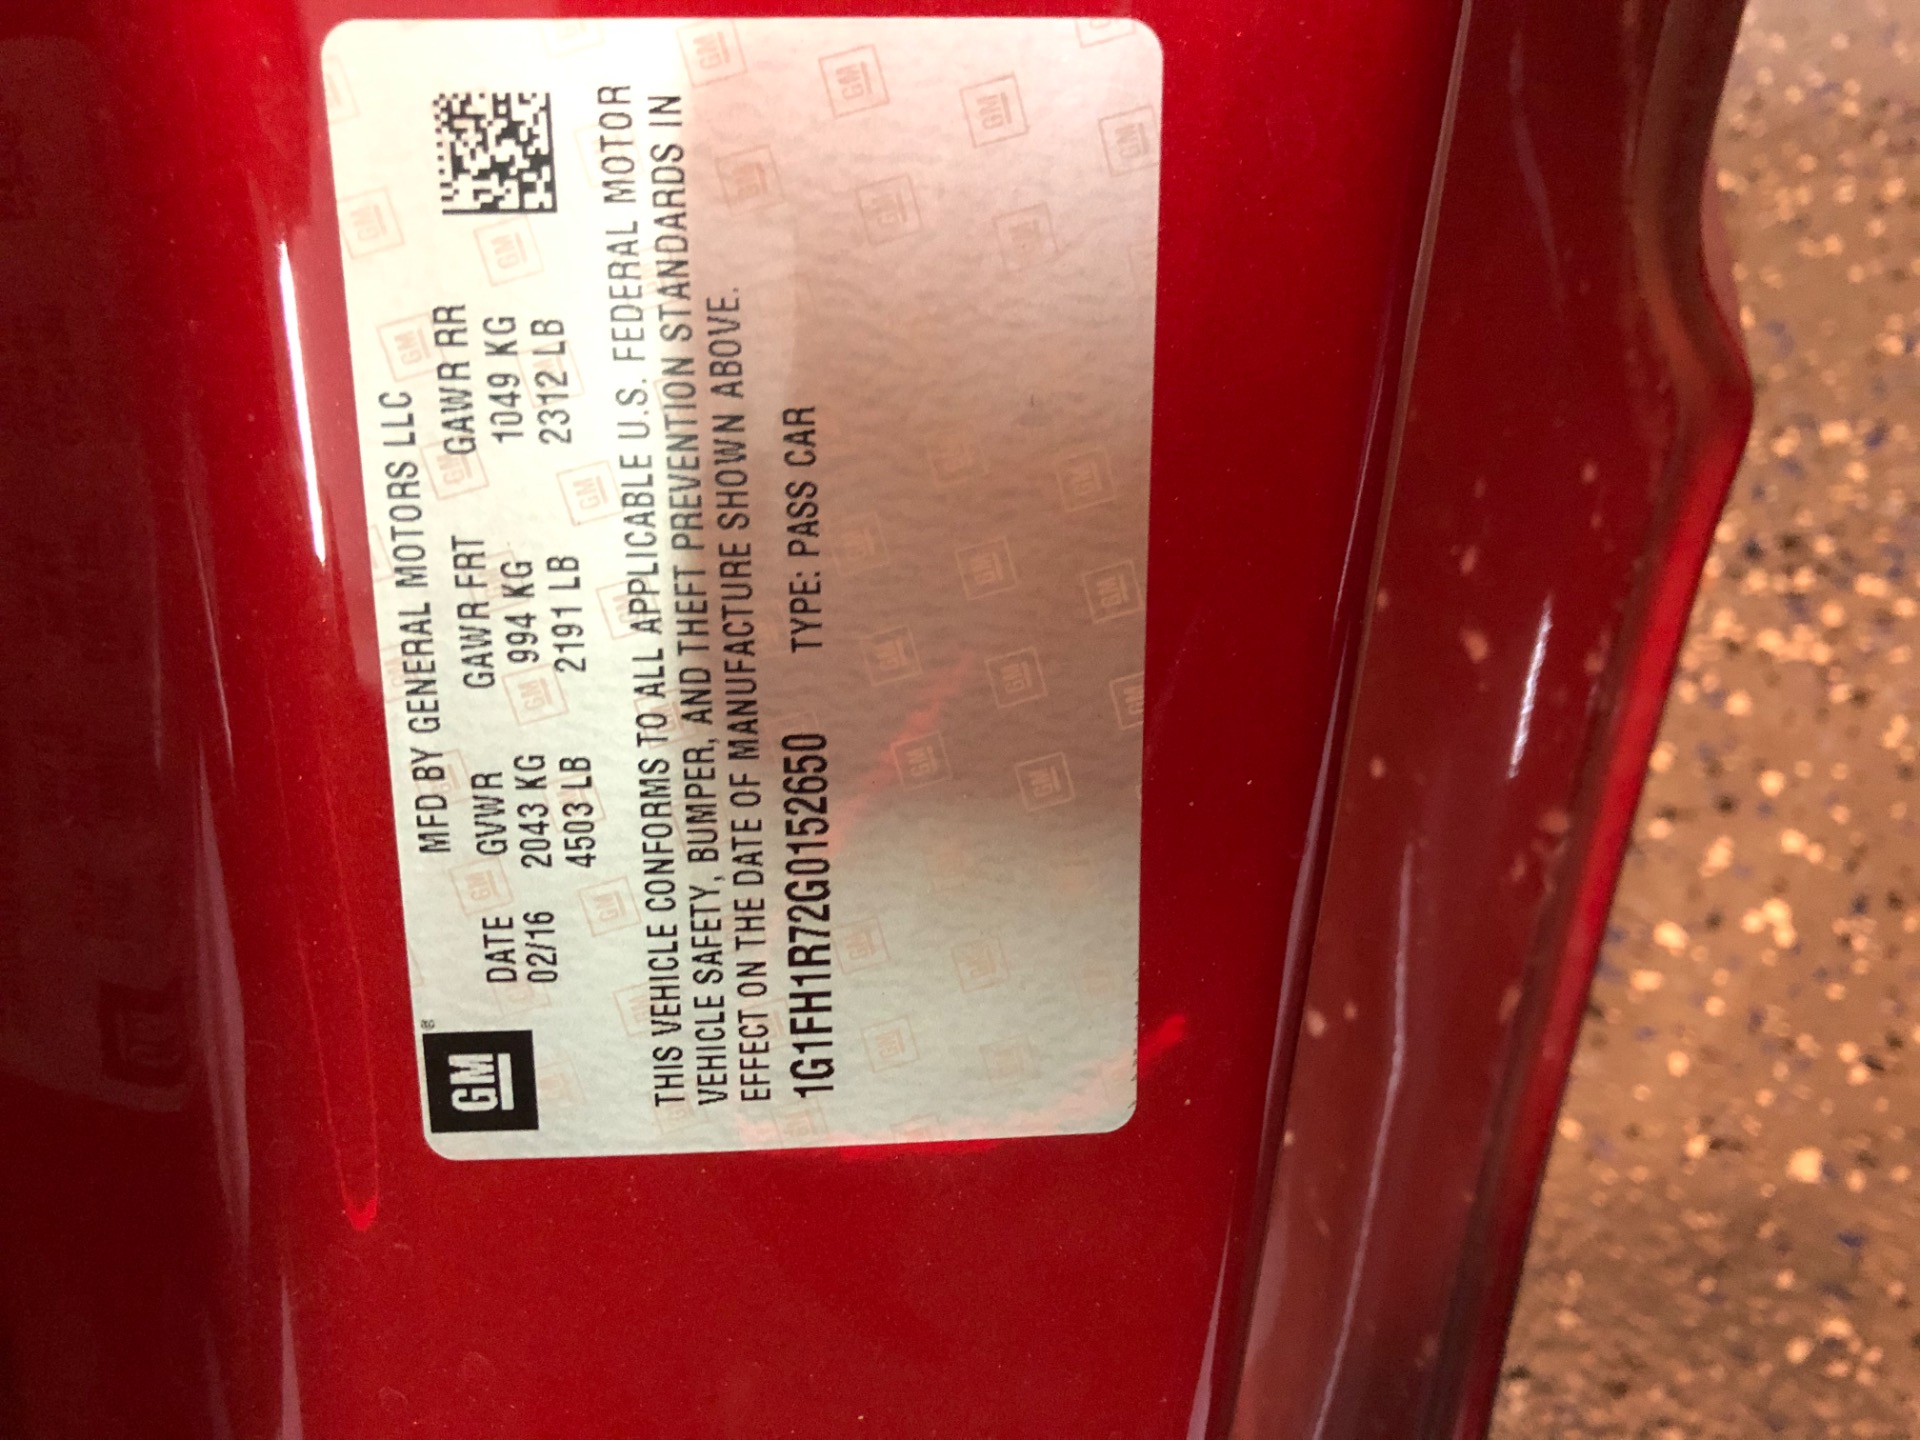 GM®
MFD BY GENERAL MOTORS LLC
DATE GVWR GAWR FRT GAWR RR
02/16 2043 KG 994 KG 1049 KG
4503 LB 2191 LB 2312 LB
THIS VEHICLE CONFORMS TO ALL APPLICABLE U.S. FEDERAL MOTOR
VEHICLE SAFETY, BUMPER, AND THEFT PREVENTION STANDARDS IN
EFFECT ON THE DATE OF MANUFACTURE SHOWN ABOVE.
1G1FH1R72G0152650 TYPE: PASS CAR